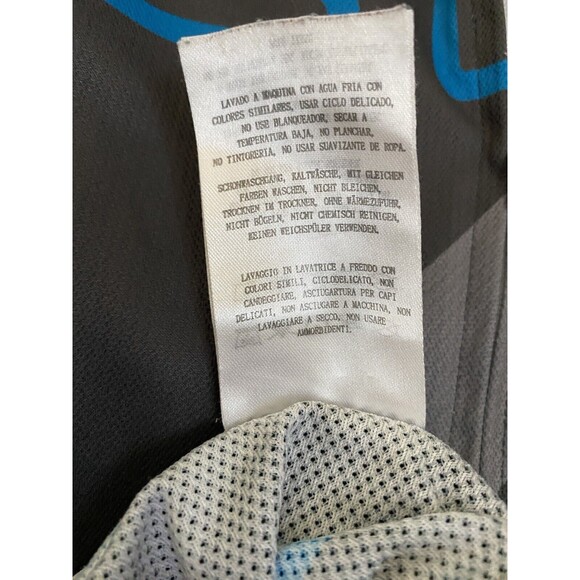 LAVADO A MAQUINA CON AGUA FRIA CON
COLORES SIMILARES, USAR CICLO DELICADO,
NO USE BLANQUEADOR, SECAR A
TEMPERATURA BAJA, NO PLANCHAR,
NO TINTORERIA, NO USAR SUAVIZANTE DE ROPA.
SCHONWASCHGANG, KALTWÄSCHE, MIT GLEICHEN
FARBEN WASCHEN, NICHT BLEICHEN,
TROCKNEN IM TROCKNER, OHNE WÄRMEZUFUHR,
NICHT BÜGELN, NICHT CHEMISCH REINIGEN,
KEINEN WEICHSPÜLER VERWENDEN.
LAVAGGIO IN LAVATRICE A FREDDO CON
COLORI SIMILI, CICLODELICATO, NON
CANDEGGIARE, ASCIUGARTURA PER CAPI
DELICATI, NON ASCIUGARE A MACCHINA, NON
LAVAGGIARE A SECCO, NON USARE
AMMORBIDENTI.